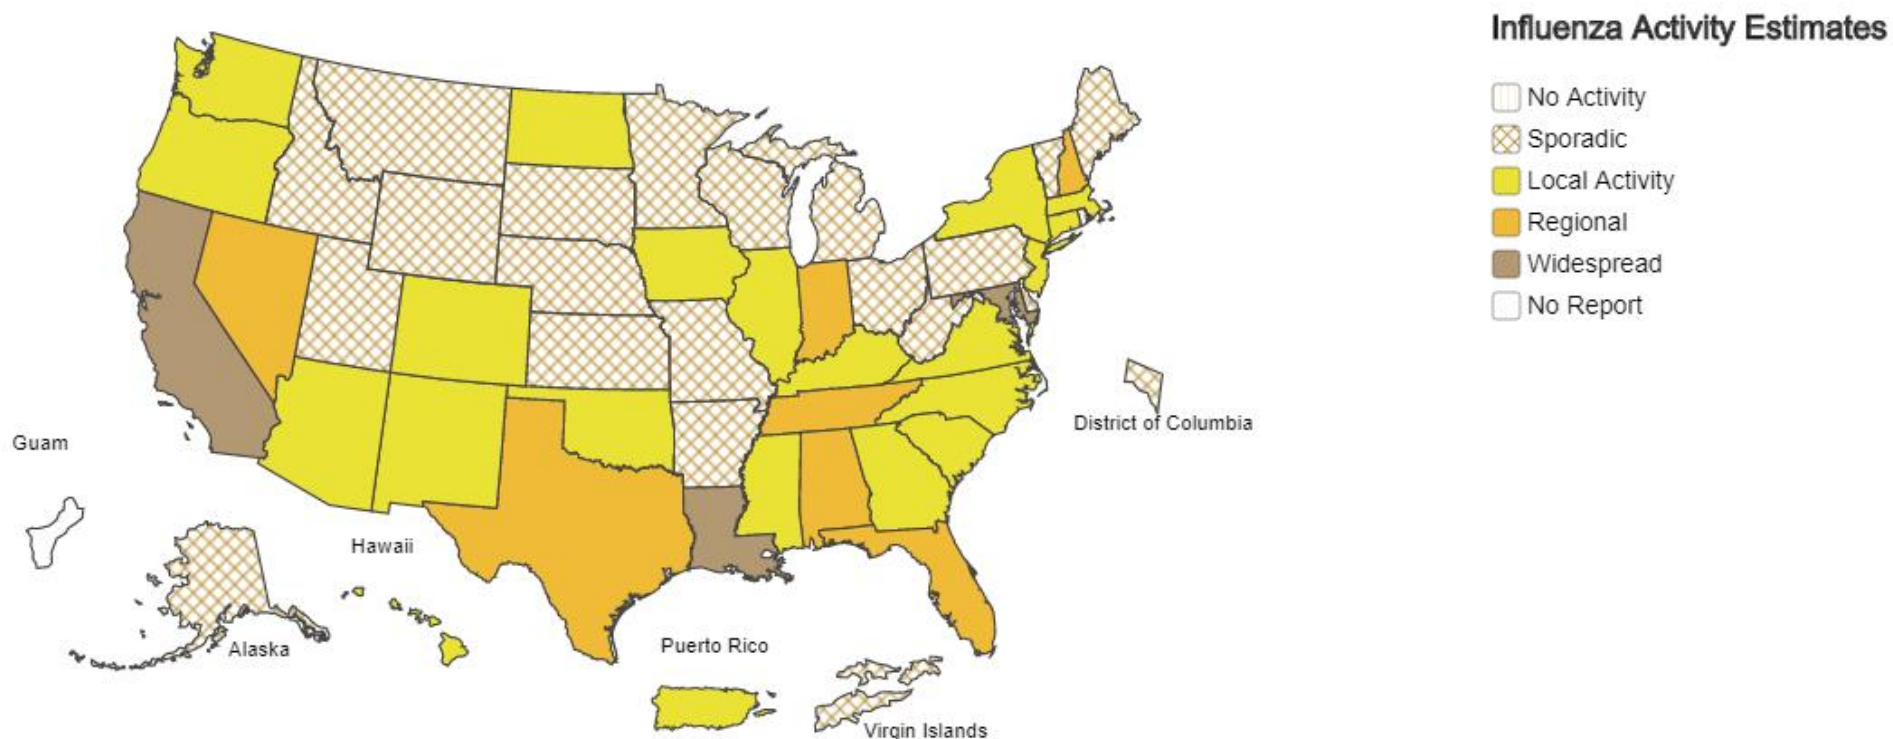 Influenza Activity Estimates
No Activity
Sporadic
Local Activity
Regional
Widespread
No Report
District of Columbia
Guam
Hawaii
Alaska
Puerto Rico
Virgin Islands